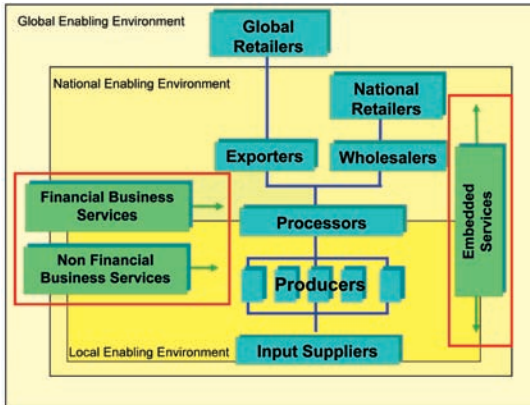 Global Enabling Environment
Global
Retailers
National Enabling Environment
National
Retailers
Exporters
Wholesalers
Financial Business
Services
Processors
Embedded
Services
Non Financial
Business Services
Producers
Local Enabling Environment
Input Suppliers